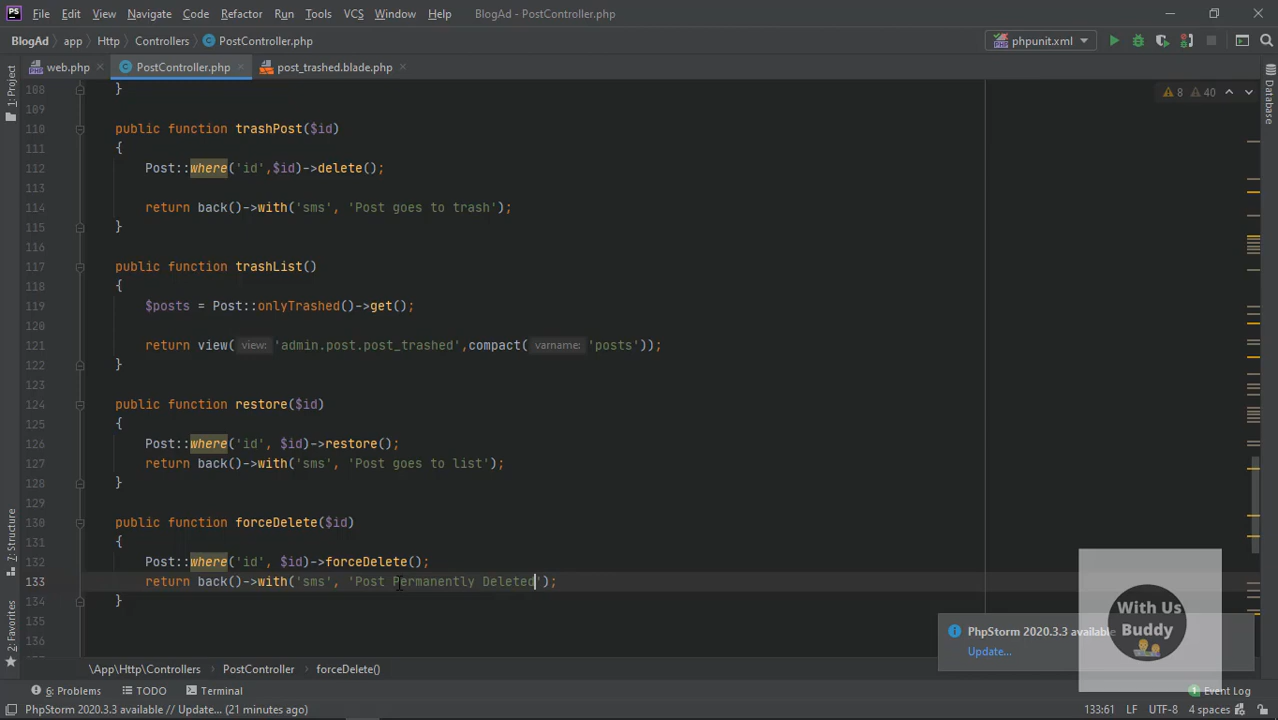 PS File Edit View Navigate Code Refactor Run Tools VCS Window Help BlogAd - PostController.php
BlogAd app Http Controllers PostController.php phpunit.xml
web.php PostController.php post_trashed.blade.php
1: Project
Database
8 40
108 }
109
110 public function trashPost($id)
111 {
112 Post::where('id',$id)->delete();
113
114 return back()->with('sms', 'Post goes to trash');
115 }
116
117 public function trashList()
118 {
119 $posts = Post::onlyTrashed()->get();
120
121 return view( view: 'admin.post.post_trashed',compact( varname: 'posts'));
122 }
123
124 public function restore($id)
125 {
126 Post::where('id', $id)->restore();
127 return back()->with('sms', 'Post goes to list');
128 }
129
130 public function forceDelete($id)
131 {
132 Post::where('id', $id)->forceDelete();
133 return back()->with('sms', 'Post Permanently Deleted');
134 }
135
136
7: Structure
2: Favorites
PhpStorm 2020.3.3 available
Update...
With Us
Buddy
\App\Http\Controllers PostController forceDelete()
6: Problems TODO Terminal 1 Event Log
PhpStorm 2020.3.3 available // Update... (21 minutes ago) 133:61 LF UTF-8 4 spaces